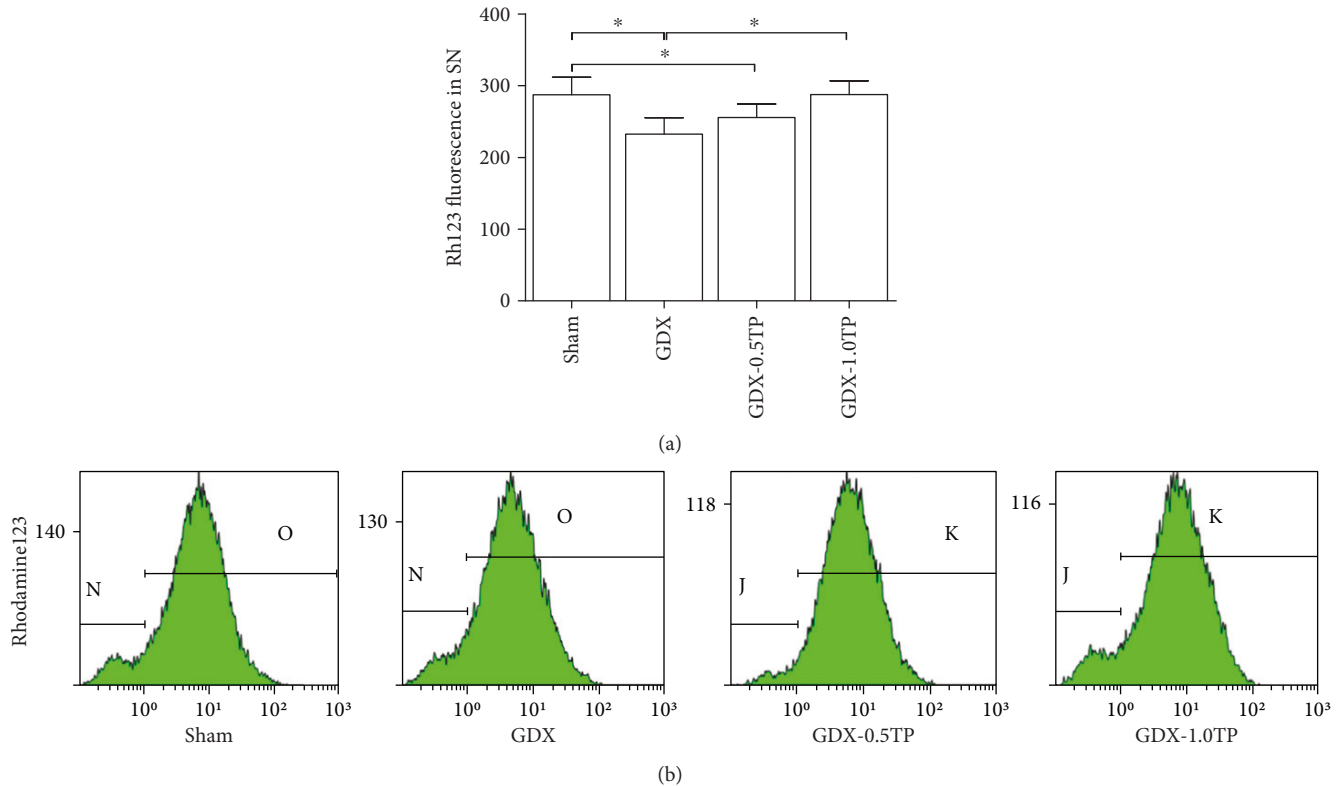 400
300
200
100
0
Rh123 fluorescence in SN
*
*
*
Sham
GDX
GDX-0.5TP
GDX-1.0TP
(a)
Rhodamine123
140
N
O
10⁰ 10¹ 10² 10³
Sham
130
N
O
10⁰ 10¹ 10² 10³
GDX
118
J
K
10⁰ 10¹ 10² 10³
GDX-0.5TP
116
J
K
10⁰ 10¹ 10² 10³
GDX-1.0TP
(b)